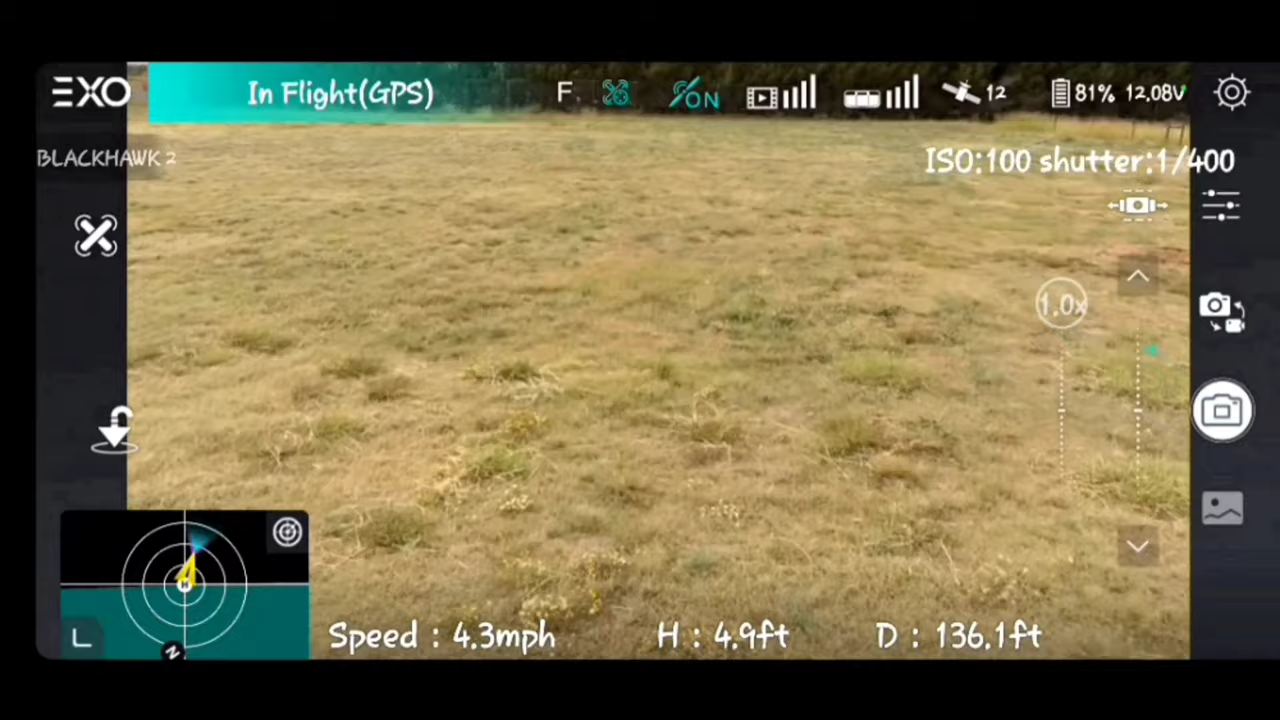 EXO
In Flight(GPS)
F
ON
12
81% 12.08V
BLACKHAWK 2
ISO:100 shutter:1/400
1.0x
H
L
N
Speed : 4.3mph
H : 4.9ft
D : 136.1ft